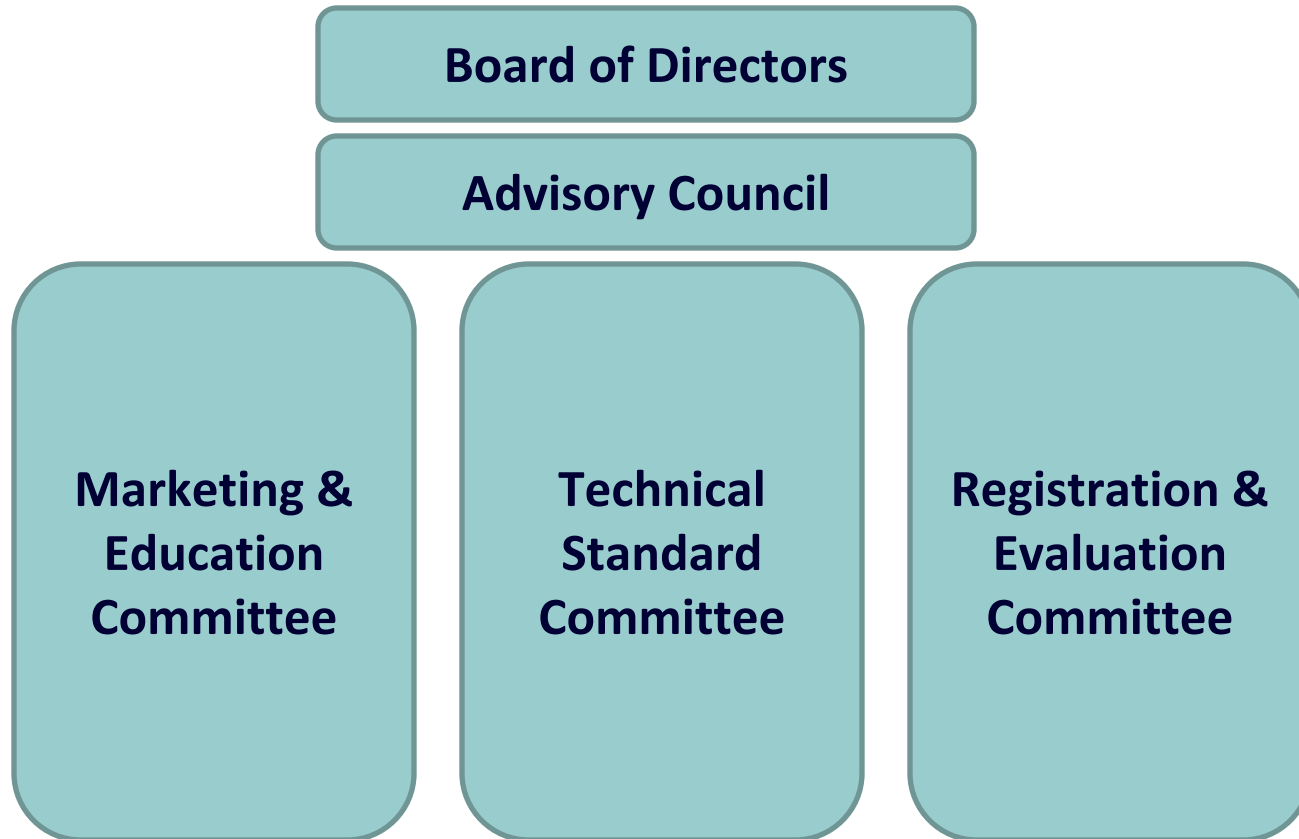 Board of Directors
Advisory Council
Marketing &
Education
Committee
Technical
Standard
Committee
Registration &
Evaluation
Committee